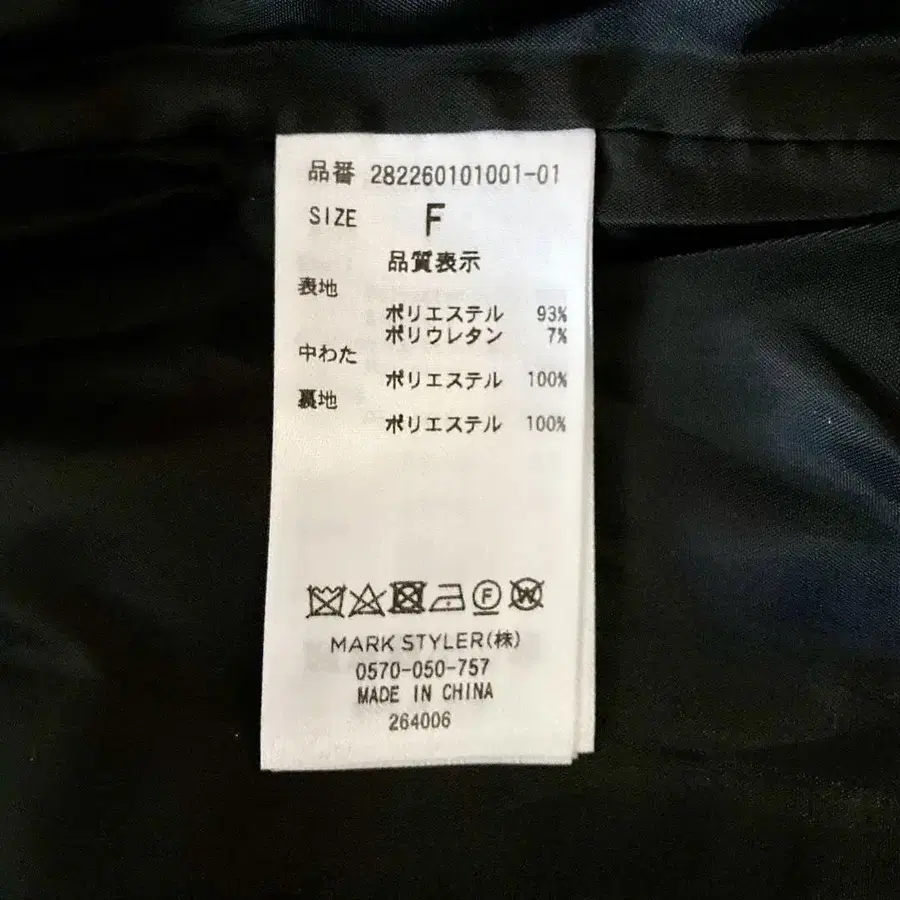 品番 282260101001-01
SIZE F
品質表示
表地
ポリエステル 93%
ポリウレタン 7%
中わた
ポリエステル 100%
裏地
ポリエステル 100%
MARK STYLER(株)
0570-050-757
MADE IN CHINA
264006